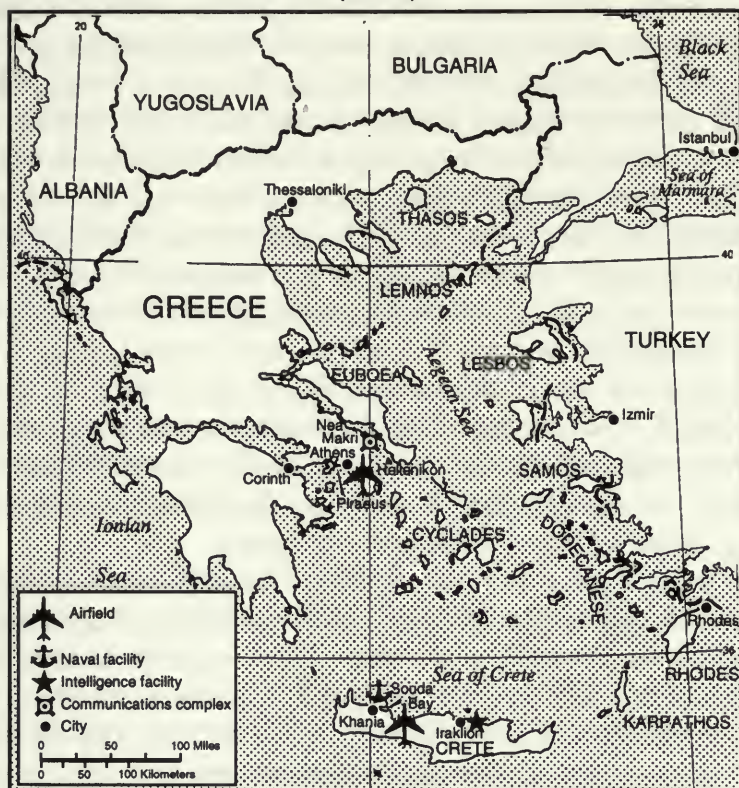 20
28
Black
Sea
BULGARIA
YUGOSLAVIA
Istanbul
Sea of
Marmara
ALBANIA
Thessaloniki
THASOS
40
40
LEMNOS
GREECE
TURKEY
Aegean Sea
LESBOS
EUBOEA
Nea
Makri
Izmir
Athens
Hellenikon
Corinth
SAMOS
Piraeus
Ionian
Sea
CYCLADES
DODECANESE
Rhodes
36
RHODES
Sea of Crete
Souda
Bay
KARPATHOS
Khania
Iraklion
CRETE
Airfield
Naval facility
Intelligence facility
Communications complex
City
0 100 Miles
0 50 100 Kilometers